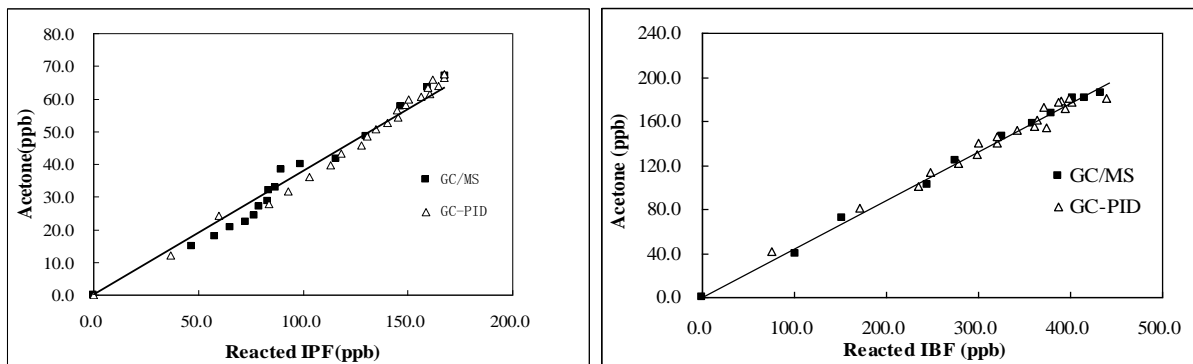 80.0
70.0
60.0
50.0
40.0
30.0
20.0
10.0
0.0
Acetone(ppb)
■ GC/MS
△ GC-PID
0.0 50.0 100.0 150.0 200.0
Reacted IPF(ppb)
240.0
200.0
160.0
120.0
80.0
40.0
0.0
Acetone (ppb)
■ GC/MS
△ GC-PID
0.0 100.0 200.0 300.0 400.0 500.0
Reacted IBF (ppb)